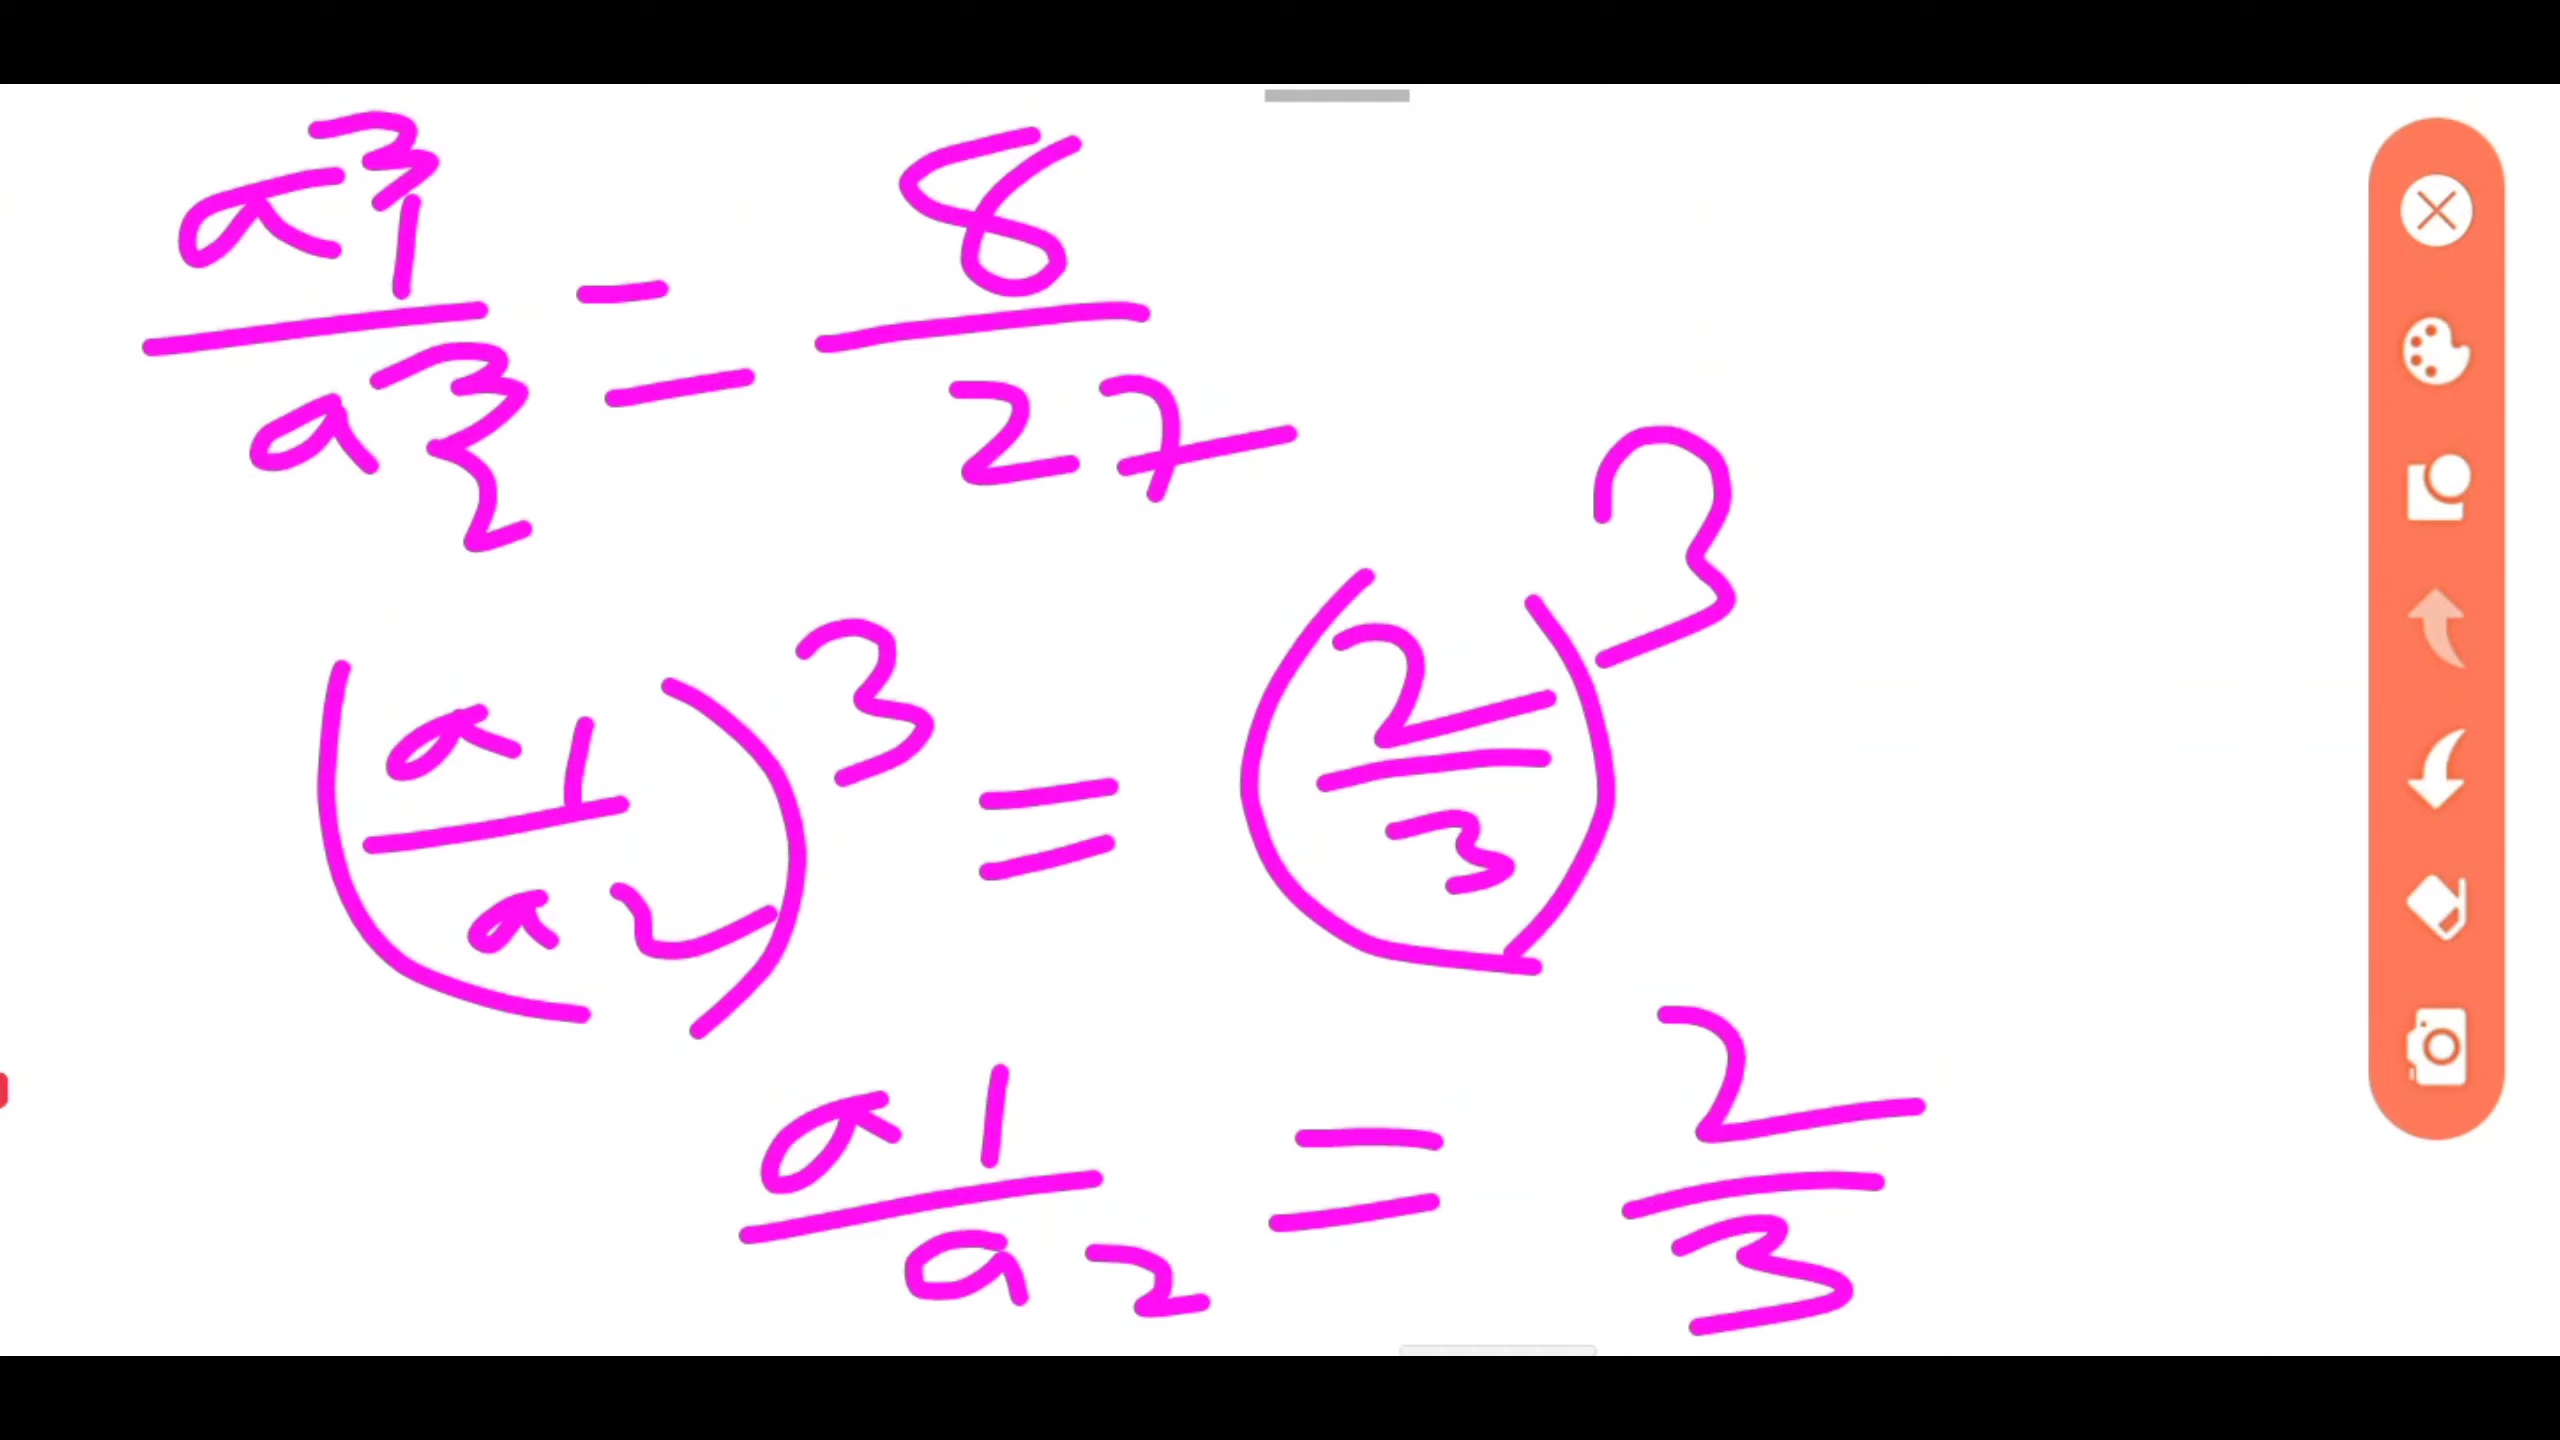 a₁³/a₂³ = 8/27
(a₁/a₂)³ = (2/3)³
a₁/a₂ = 2/3